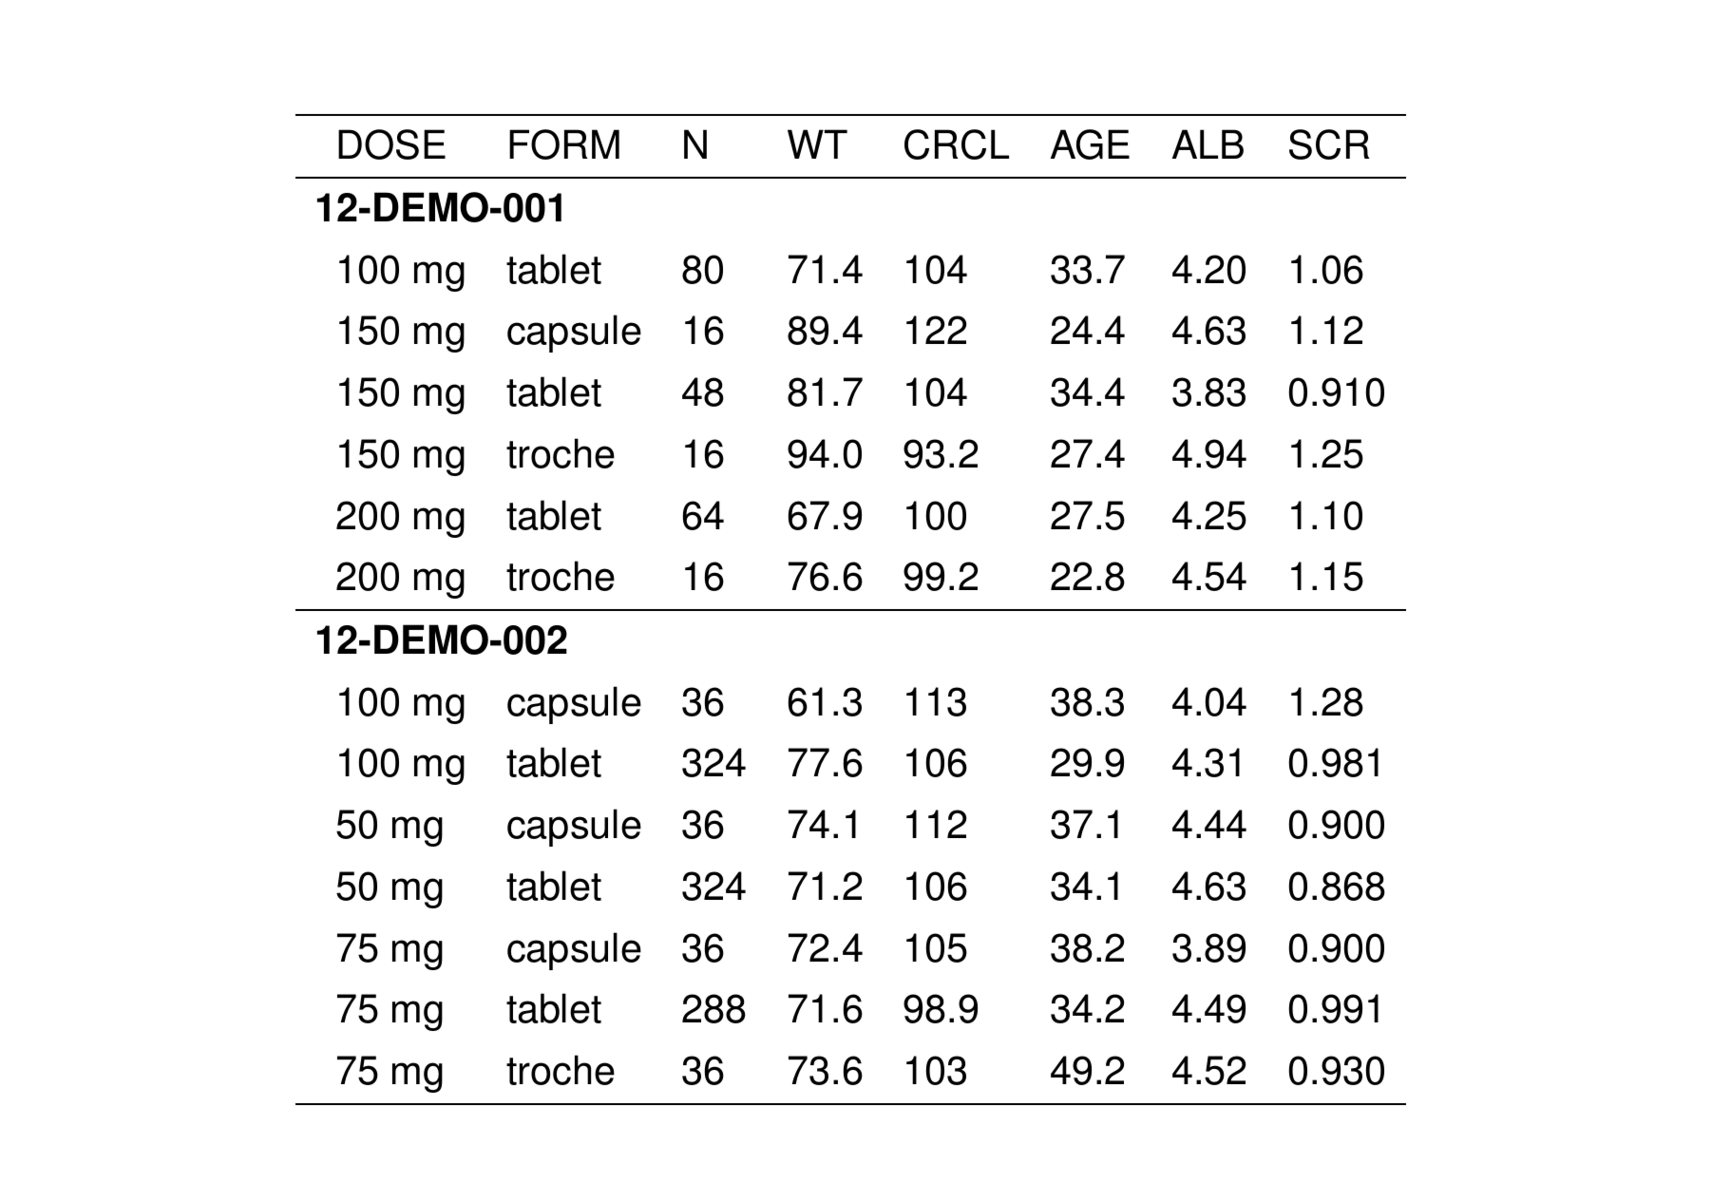 DOSE FORM N WT CRCL AGE ALB SCR
12-DEMO-001
100 mg tablet 80 71.4 104 33.7 4.20 1.06
150 mg capsule 16 89.4 122 24.4 4.63 1.12
150 mg tablet 48 81.7 104 34.4 3.83 0.910
150 mg troche 16 94.0 93.2 27.4 4.94 1.25
200 mg tablet 64 67.9 100 27.5 4.25 1.10
200 mg troche 16 76.6 99.2 22.8 4.54 1.15
12-DEMO-002
100 mg capsule 36 61.3 113 38.3 4.04 1.28
100 mg tablet 324 77.6 106 29.9 4.31 0.981
50 mg capsule 36 74.1 112 37.1 4.44 0.900
50 mg tablet 324 71.2 106 34.1 4.63 0.868
75 mg capsule 36 72.4 105 38.2 3.89 0.900
75 mg tablet 288 71.6 98.9 34.2 4.49 0.991
75 mg troche 36 73.6 103 49.2 4.52 0.930